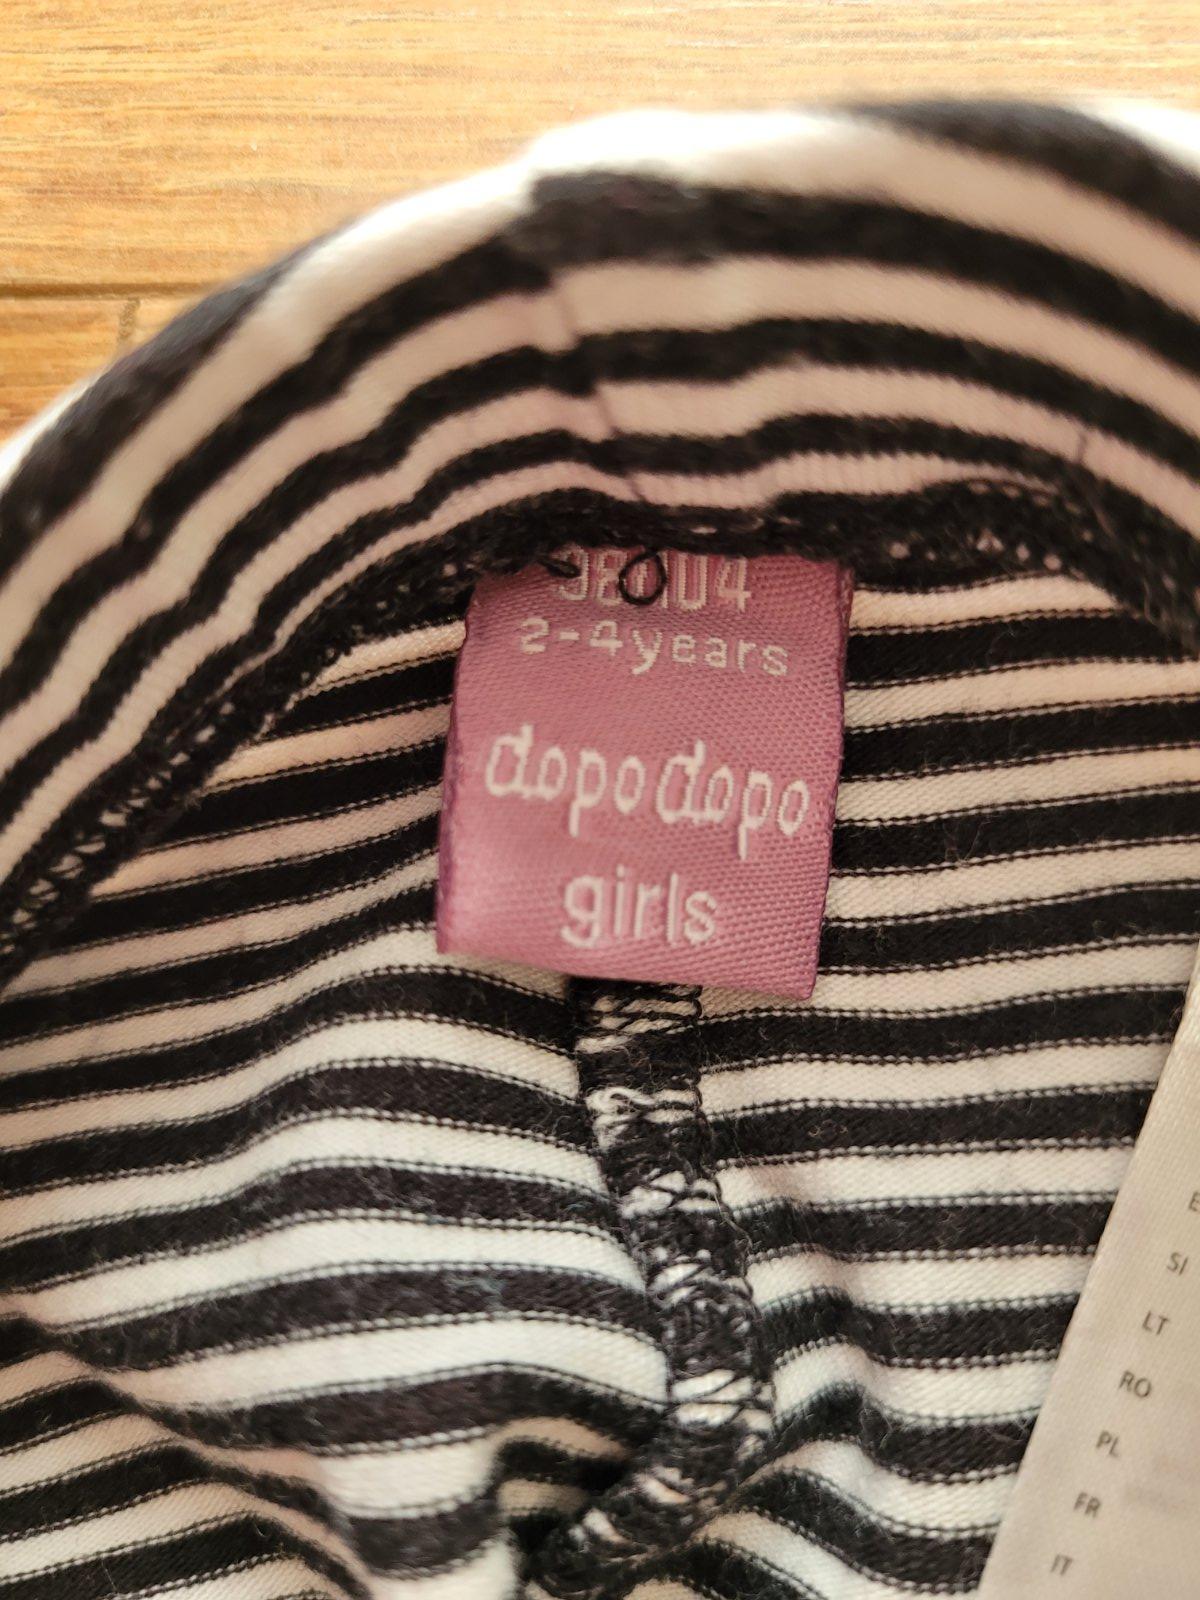 98/104
2-4years
dopodopo
girls
SI
LT
RO
PL
FR
IT